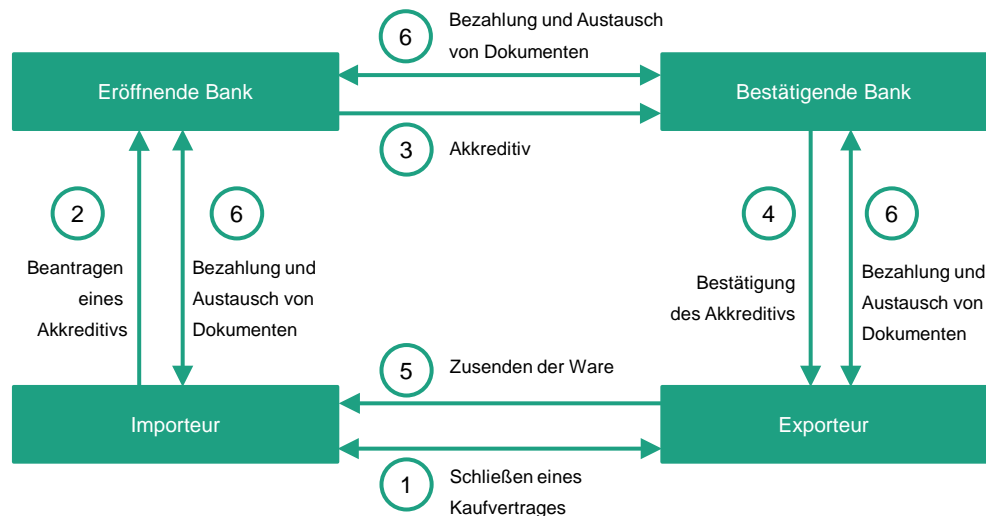 6
Bezahlung und Austausch
von Dokumenten
Eröffnende Bank
Bestätigende Bank
3
Akkreditiv
2
Beantragen
eines
Akkreditivs
6
Bezahlung und
Austausch von
Dokumenten
4
Bestätigung
des Akkreditivs
6
Bezahlung und
Austausch von
Dokumenten
5
Zusenden der Ware
Importeur
Exporteur
1
Schließen eines
Kaufvertrages